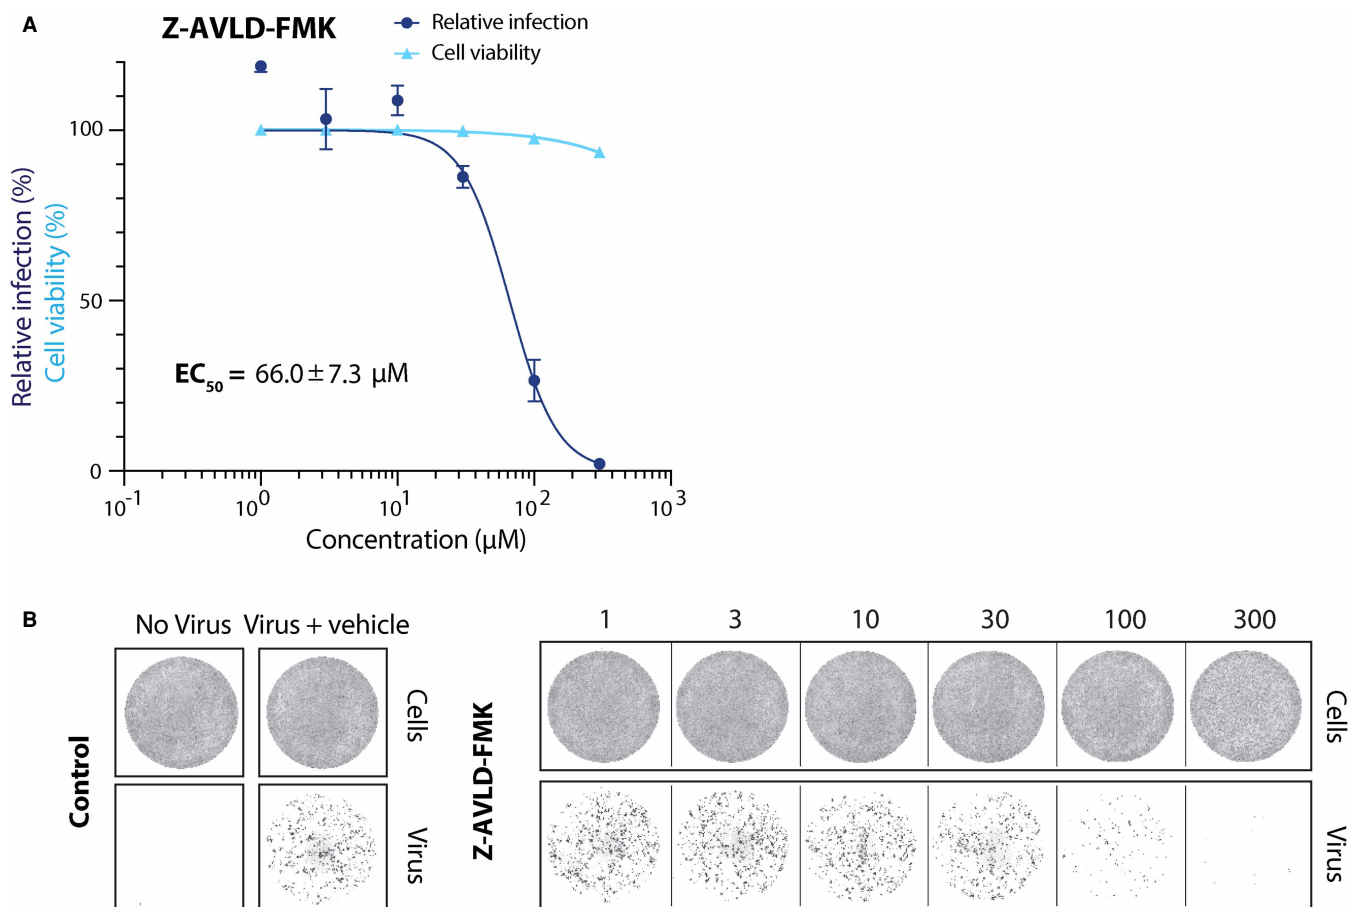 A
Z-AVLD-FMK
Relative infection
Cell viability
Relative infection (%)
Cell viability (%)
100
50
0
EC50 = 66.0 ± 7.3 µM
10-1 100 101 102 103
Concentration (µM)
B
No Virus Virus + vehicle
1 3 10 30 100 300
Control
Cells
Virus
Z-AVLD-FMK
Cells
Virus